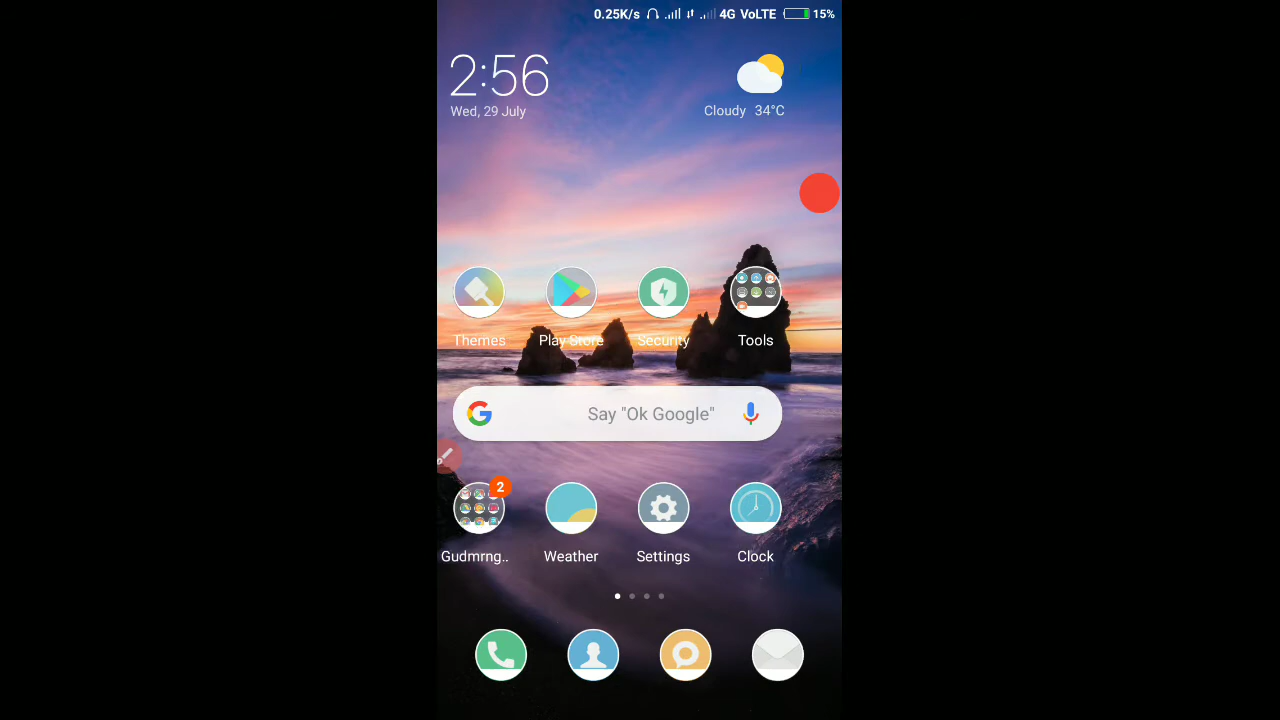 0.25K/s 4G VoLTE 15%
2:56
Wed, 29 July
Cloudy 34°C
Themes Play Store Security Tools
Say "Ok Google"
2
Gudmrng.. Weather Settings Clock